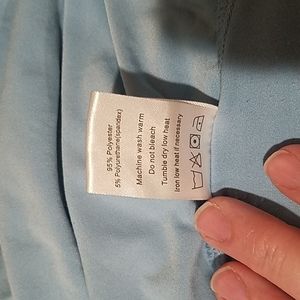 95% Polyester
5% Polyurethane(spandex)
Machine wash warm
Do not bleach
Tumble dry low heat
Iron low heat if necessary